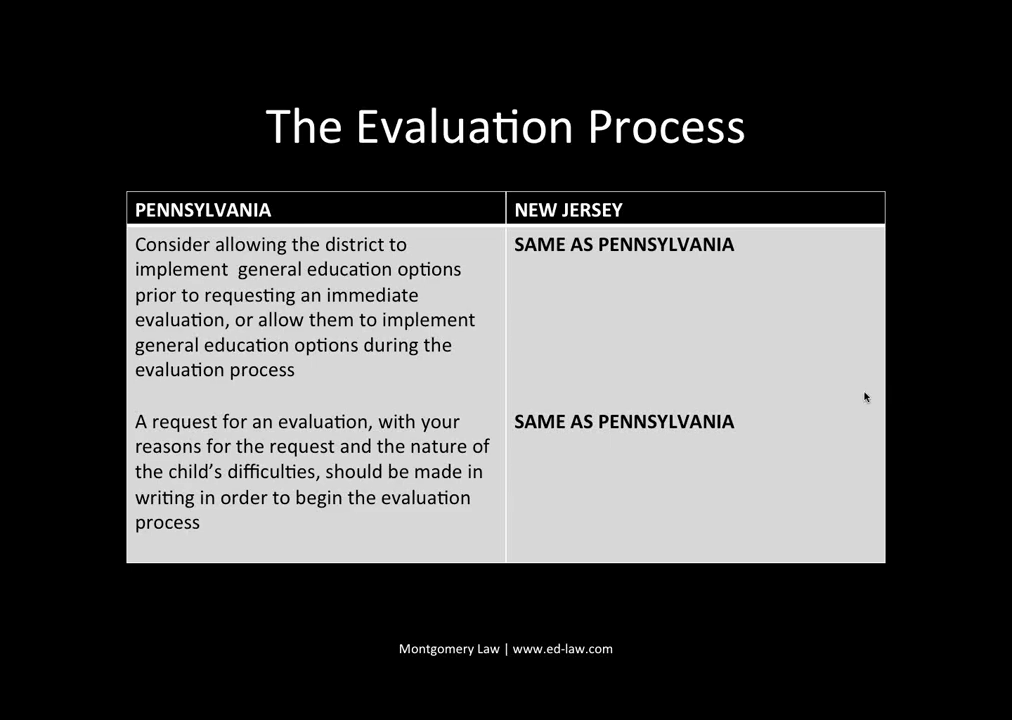 The Evaluation Process
PENNSYLVANIA
NEW JERSEY
Consider allowing the district to
implement  general education options
prior to requesting an immediate
evaluation, or allow them to implement
general education options during the
evaluation process
SAME AS PENNSYLVANIA
A request for an evaluation, with your
reasons for the request and the nature of
the child’s difficulties, should be made in
writing in order to begin the evaluation
process
SAME AS PENNSYLVANIA
Montgomery Law | www.ed-law.com